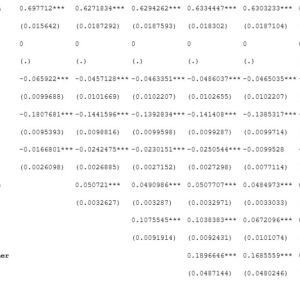 0.697712*** 0.6271834*** 0.6294262*** 0.6334447*** 0.6303233***
(0.015642) (0.0187292) (0.0187593) (0.018302) (0.0187104)
0 0 0 0 0
(.) (.) (.) (.) (.)
-0.065922*** -0.0457128*** -0.0463351*** -0.0486037*** -0.0465035***
(0.0099688) (0.0101669) (0.0102207) (0.0102655) (0.0102207)
-0.1807681*** -0.1441596*** -0.1392834*** -0.141408*** -0.1385317***
(0.0095393) (0.0098816) (0.0099598) (0.0099287) (0.0099714)
-0.0166801*** -0.0242475*** -0.0230151*** -0.0250544*** -0.0099528
(0.0026098) (0.0026885) (0.0027152) (0.0027298) (0.0077114)
0.050721*** 0.0490986*** 0.0507707*** 0.0484973***
(0.0032627) (0.003287) (0.0032971) (0.0033033)
0.1075545*** 0.1038383*** 0.0672096***
(0.0091914) (0.0092431) (0.0101074)
0.1896646*** 0.1685559***
(0.0487144) (0.0480246)